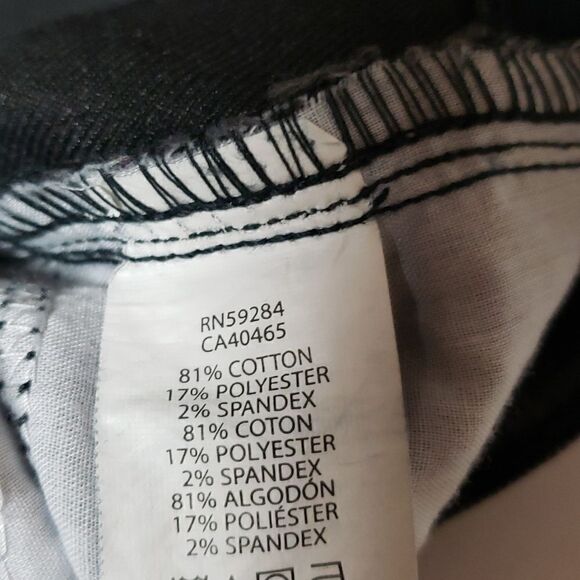 RN59284
CA40465
81% COTTON
17% POLYESTER
2% SPANDEX
81% COTON
17% POLYESTER
2% SPANDEX
81% ALGODÓN
17% POLIÉSTER
2% SPANDEX